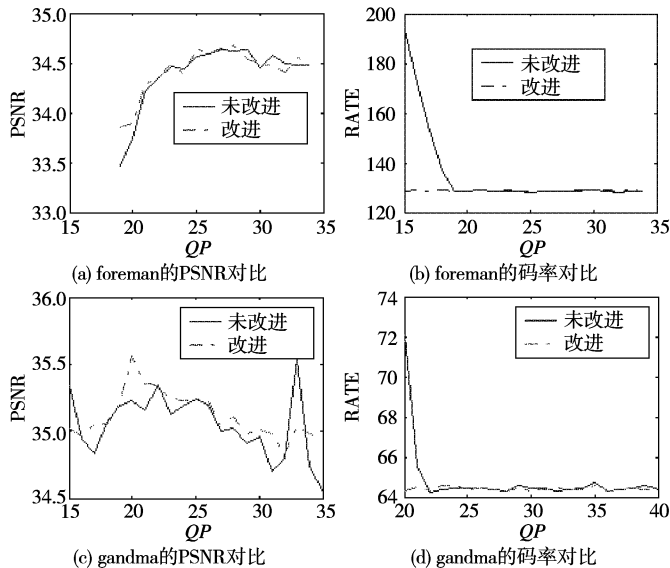 35.0
34.5
34.0
33.5
33.0
PSNR
未改进
改进
15 20 25 30 35
QP
(a) foreman的PSNR对比
200
180
160
140
120
RATE
未改进
改进
15 20 25 30 35
QP
(b) foreman的码率对比
36.0
35.5
35.0
34.5
PSNR
未改进
改进
15 20 25 30 35
QP
(c) gandma的PSNR对比
74
72
70
68
66
64
RATE
未改进
改进
20 25 30 35 40
QP
(d) gandma的码率对比